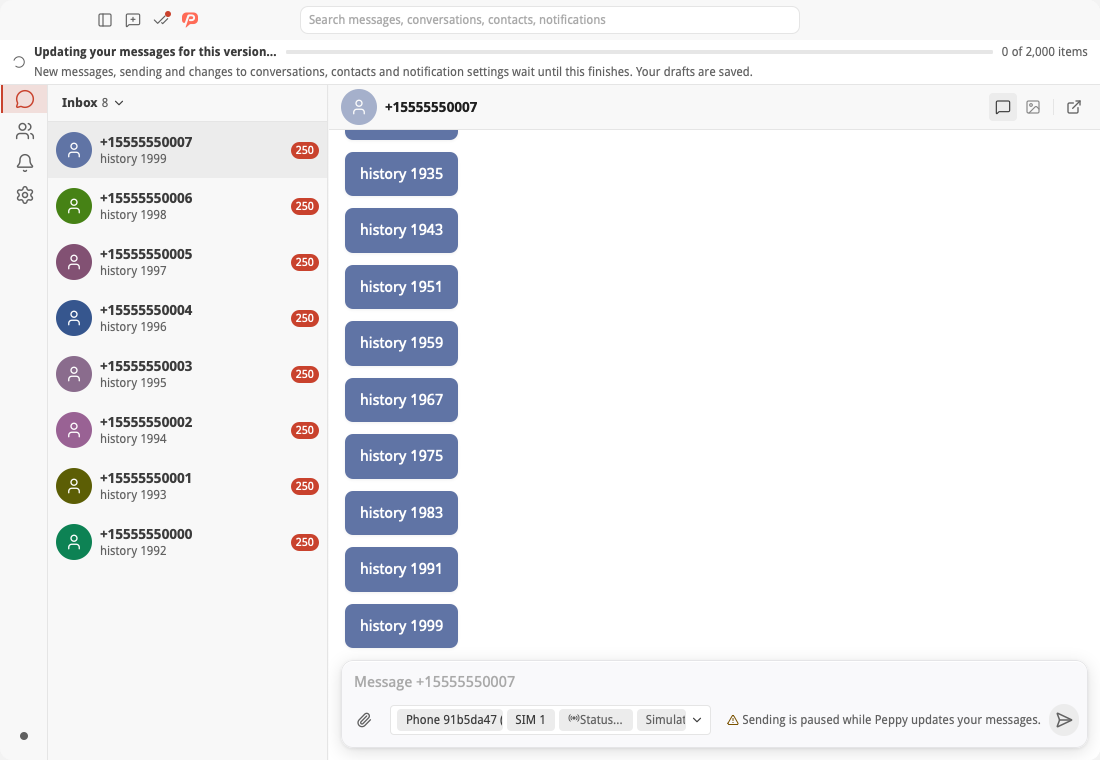 Search messages, conversations, contacts, notifications
Updating your messages for this version...
0 of 2,000 items
New messages, sending and changes to conversations, contacts and notification settings wait until this finishes. Your drafts are saved.
Inbox 8
+15555550007
history 1999
250
+15555550006
history 1998
250
+15555550005
history 1997
250
+15555550004
history 1996
250
+15555550003
history 1995
250
+15555550002
history 1994
250
+15555550001
history 1993
250
+15555550000
history 1992
250
+15555550007
history 1935
history 1943
history 1951
history 1959
history 1967
history 1975
history 1983
history 1991
history 1999
Message +15555550007
Phone 91b5da47 (
SIM 1
Status...
Simulat
Sending is paused while Peppy updates your messages.